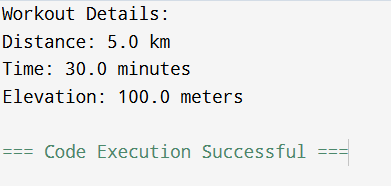 Workout Details:
Distance: 5.0 km
Time: 30.0 minutes
Elevation: 100.0 meters
=== Code Execution Successful ===